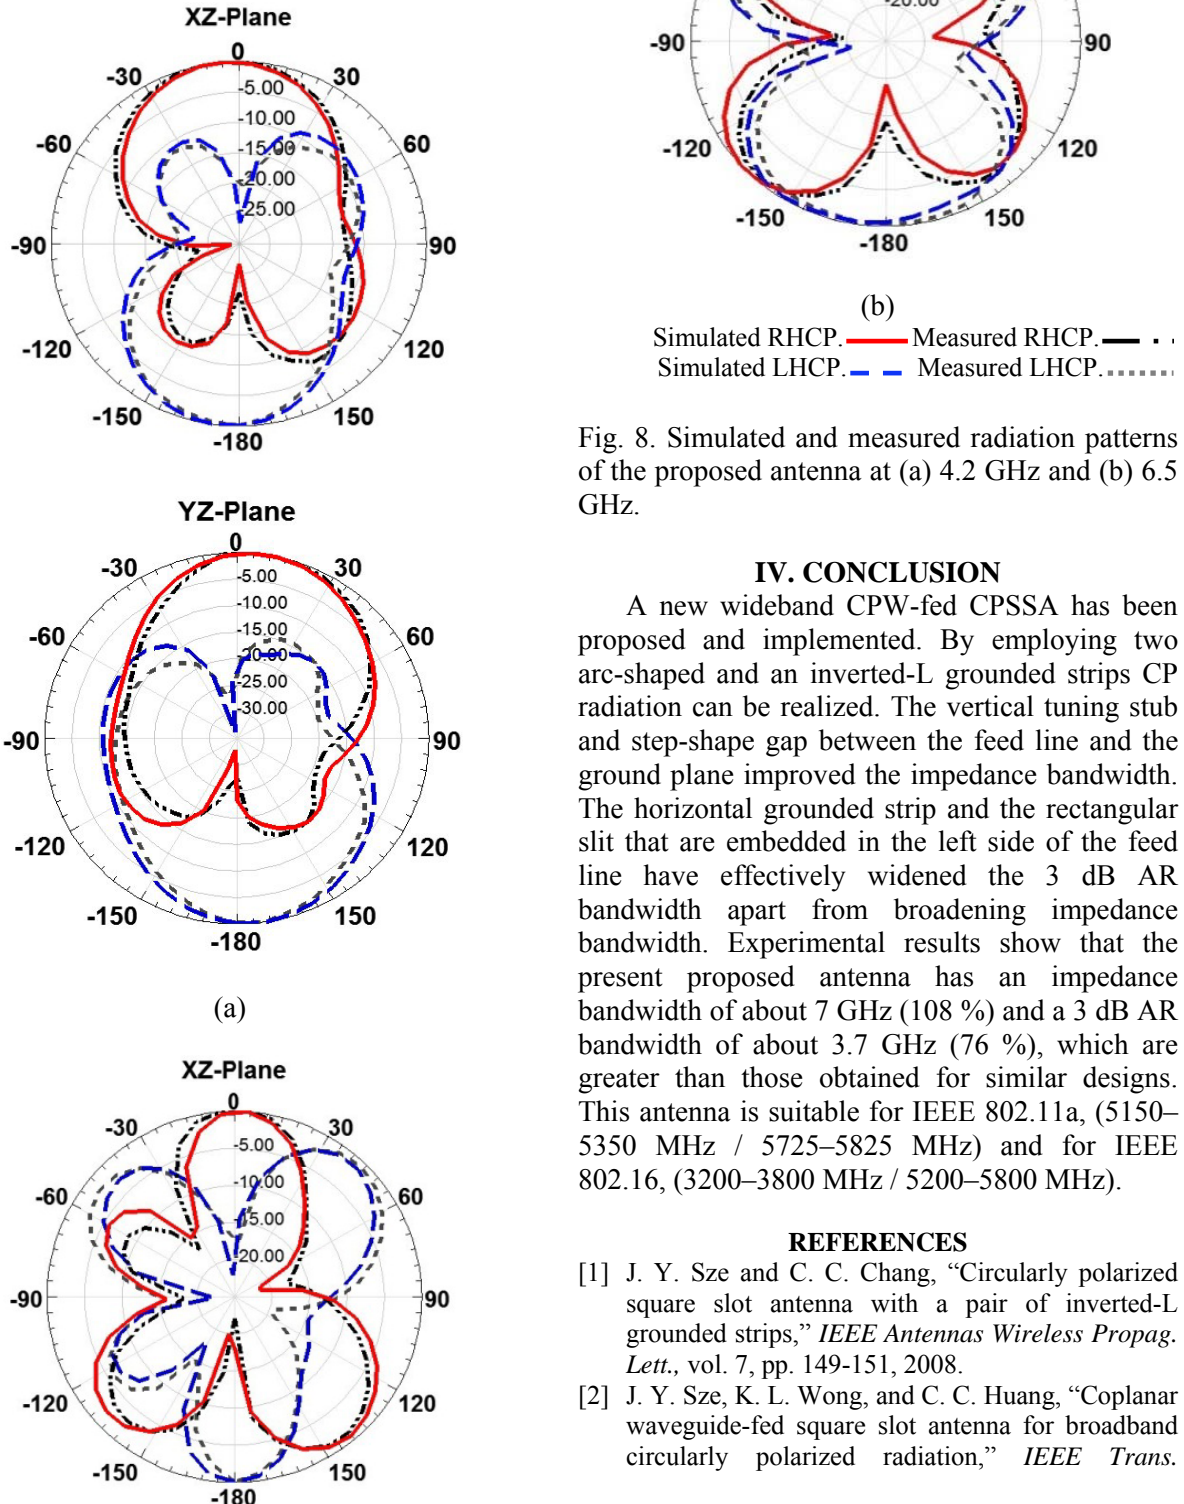 XZ-Plane
0
-30
30
-5.00
-10.00
-60
60
-15.00
-20.00
-25.00
-90
90
-120
120
-150
150
-180
YZ-Plane
0
-30
30
-5.00
-10.00
-60
60
-15.00
-20.00
-25.00
-30.00
-90
90
-120
120
-150
150
-180
(a)
XZ-Plane
0
-30
30
-5.00
-10.00
-60
60
-15.00
-20.00
-90
90
-120
120
-150
150
-180
-20.00
-90
90
-120
120
-150
150
-180
(b)
Simulated RHCP. Measured RHCP.
Simulated LHCP. Measured LHCP.
Fig. 8. Simulated and measured radiation patterns
of the proposed antenna at (a) 4.2 GHz and (b) 6.5
GHz.
IV. CONCLUSION
A new wideband CPW-fed CPSSA has been
proposed and implemented. By employing two
arc-shaped and an inverted-L grounded strips CP
radiation can be realized. The vertical tuning stub
and step-shape gap between the feed line and the
ground plane improved the impedance bandwidth.
The horizontal grounded strip and the rectangular
slit that are embedded in the left side of the feed
line have effectively widened the 3 dB AR
bandwidth apart from broadening impedance
bandwidth. Experimental results show that the
present proposed antenna has an impedance
bandwidth of about 7 GHz (108 %) and a 3 dB AR
bandwidth of about 3.7 GHz (76 %), which are
greater than those obtained for similar designs.
This antenna is suitable for IEEE 802.11a, (5150–
5350 MHz / 5725–5825 MHz) and for IEEE
802.16, (3200–3800 MHz / 5200–5800 MHz).
REFERENCES
[1] J. Y. Sze and C. C. Chang, “Circularly polarized
square slot antenna with a pair of inverted-L
grounded strips,” IEEE Antennas Wireless Propag.
Lett., vol. 7, pp. 149-151, 2008.
[2] J. Y. Sze, K. L. Wong, and C. C. Huang, “Coplanar
waveguide-fed square slot antenna for broadband
circularly polarized radiation,” IEEE Trans.